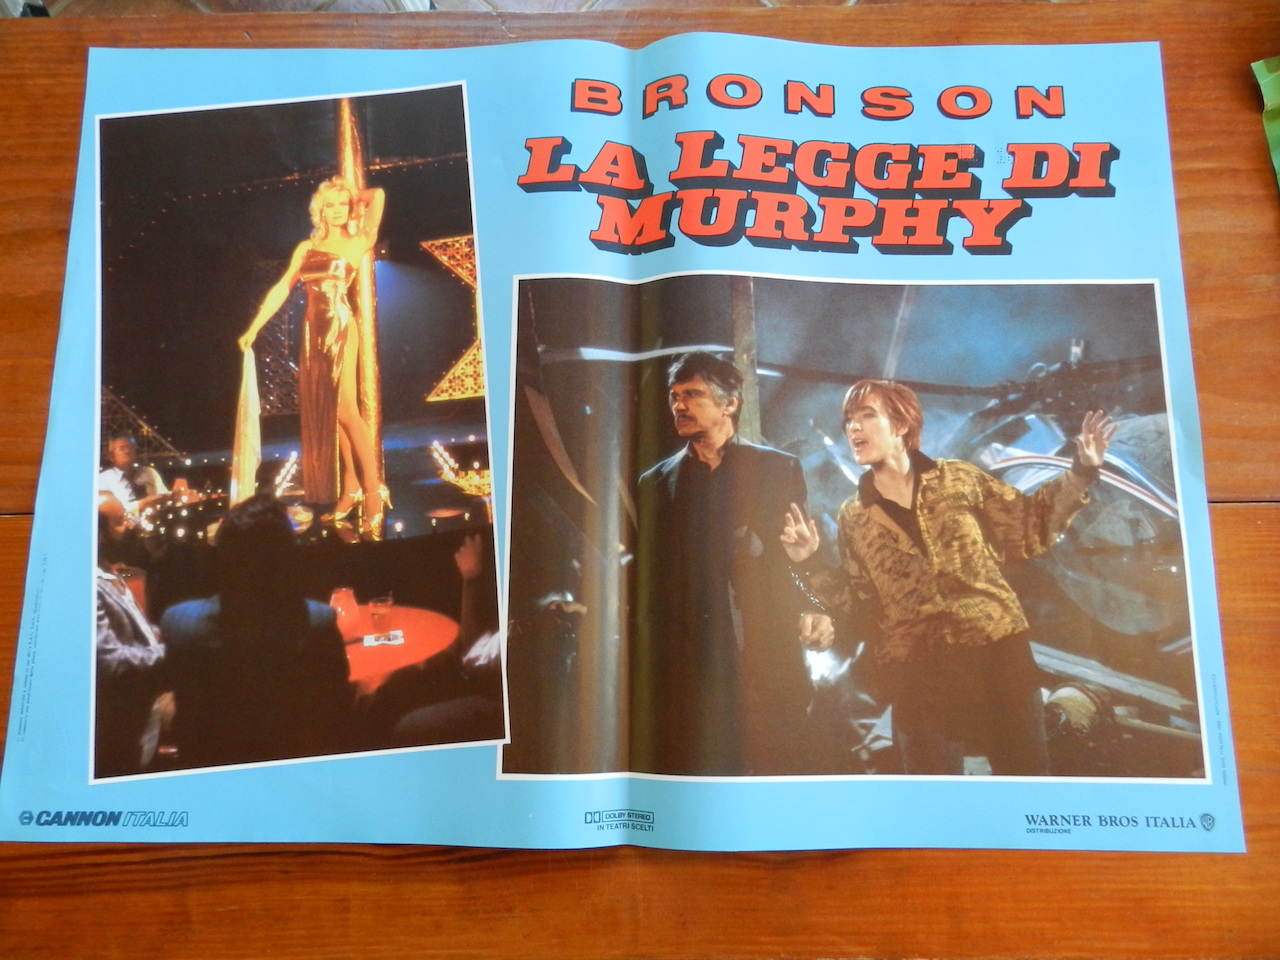 BRONSON
LA LEGGE DI
MURPHY
CANNON ITALIA
DOLBY STEREO
IN TEATRI SCELTI
WARNER BROS ITALIA
DISTRIBUZIONE